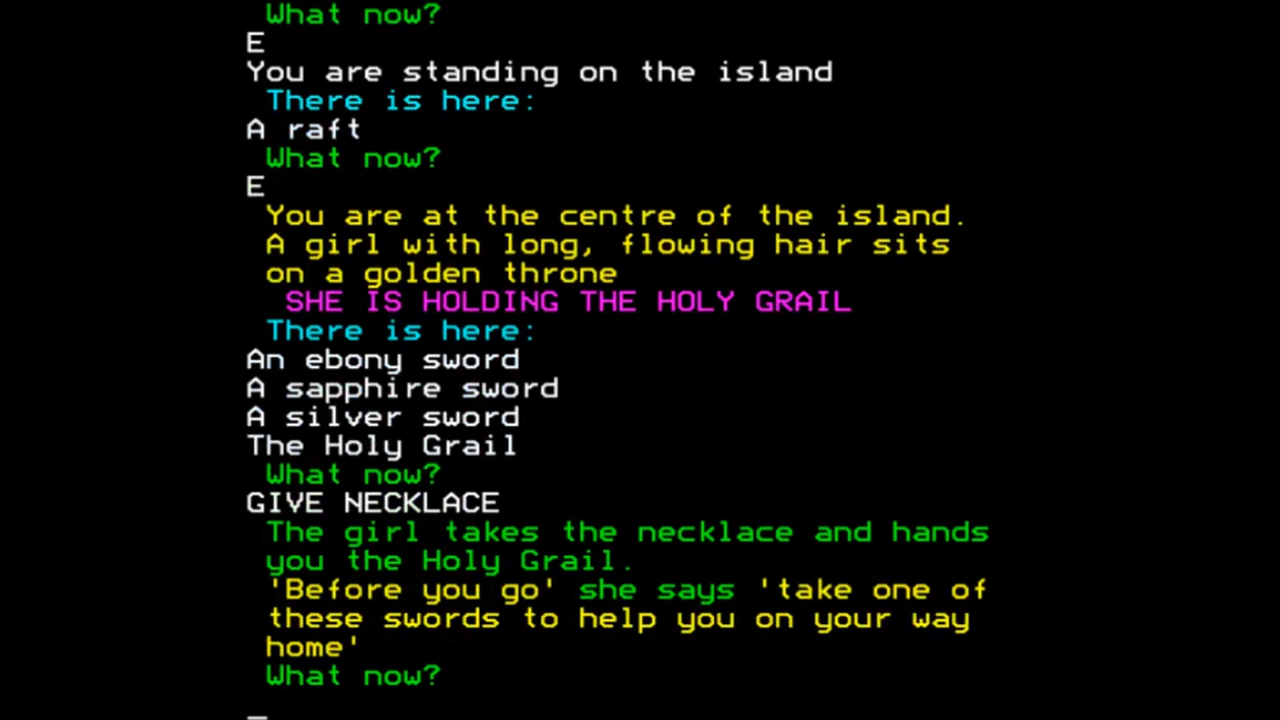 What now?
E
You are standing on the island
There is here:
A raft
What now?
E
You are at the centre of the island.
A girl with long, flowing hair sits
on a golden throne
SHE IS HOLDING THE HOLY GRAIL
There is here:
An ebony sword
A sapphire sword
A silver sword
The Holy Grail
What now?
GIVE NECKLACE
The girl takes the necklace and hands
you the Holy Grail.
'Before you go' she says 'take one of
these swords to help you on your way
home'
What now?